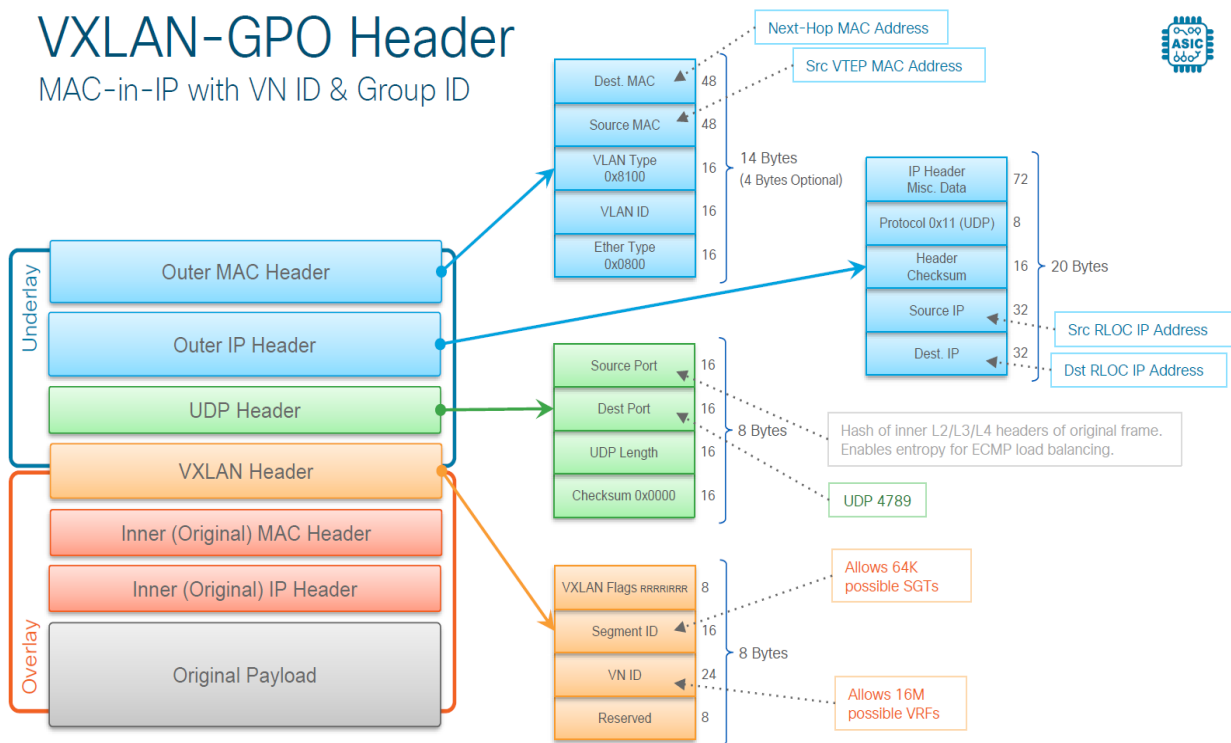 VXLAN-GPO Header
MAC-in-IP with VN ID & Group ID
ASIC
Underlay
Outer MAC Header
Outer IP Header
UDP Header
VXLAN Header
Overlay
Inner (Original) MAC Header
Inner (Original) IP Header
Original Payload
Next-Hop MAC Address
Src VTEP MAC Address
Dest. MAC
48
Source MAC
48
VLAN Type
0x8100
16
VLAN ID
16
Ether Type
0x0800
16
14 Bytes
(4 Bytes Optional)
IP Header
Misc. Data
72
Protocol 0x11 (UDP)
8
Header
Checksum
16
Source IP
32
Dest. IP
32
20 Bytes
Src RLOC IP Address
Dst RLOC IP Address
Source Port
16
Dest Port
16
UDP Length
16
Checksum 0x0000
16
8 Bytes
Hash of inner L2/L3/L4 headers of original frame.
Enables entropy for ECMP load balancing.
UDP 4789
VXLAN Flags RRRRIRRR
8
Segment ID
16
VN ID
24
Reserved
8
8 Bytes
Allows 64K
possible SGTs
Allows 16M
possible VRFs